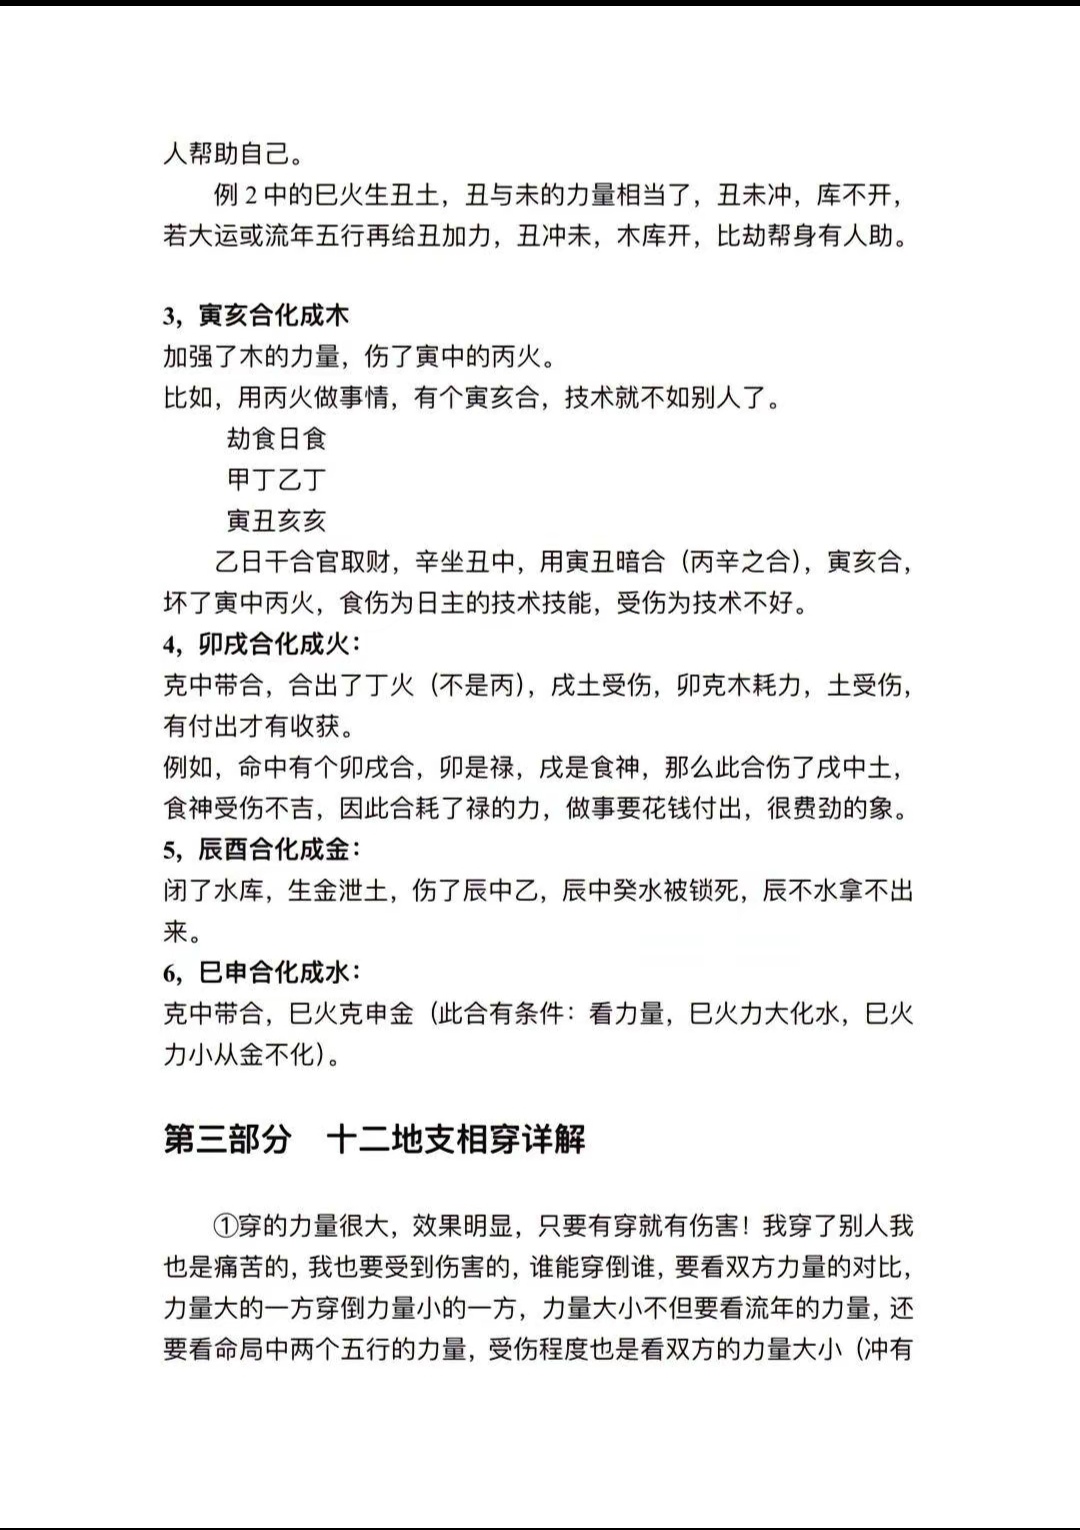 人帮助自己。
例 2 中的巳火生丑土，丑与未的力量相当了，丑未冲，库不开，
若大运或流年五行再给丑加力，丑冲未，木库开，比劫帮身有人助。
3，寅亥合化成木
加强了木的力量，伤了寅中的丙火。
比如，用丙火做事情，有个寅亥合，技术就不如别人了。
劫食日食
甲丁乙丁
寅丑亥亥
乙日干合官取财，辛坐丑中，用寅丑暗合（丙辛之合），寅亥合，
坏了寅中丙火，食伤为日主的技术技能，受伤为技术不好。
4，卯戌合化成火：
克中带合，合出了丁火（不是丙），戌土受伤，卯克木耗力，土受伤，
有付出才有收获。
例如，命中有个卯戌合，卯是禄，戌是食神，那么此合伤了戌中土，
食神受伤不吉，因此合耗了禄的力，做事要花钱付出，很费劲的象。
5，辰酉合化成金：
闭了水库，生金泄土，伤了辰中乙，辰中癸水被锁死，辰不水拿不出
来。
6，巳申合化成水：
克中带合，巳火克申金（此合有条件：看力量，巳火力大化水，巳火
力小从金不化）。
第三部分　十二地支相穿详解
①穿的力量很大，效果明显，只要有穿就有伤害！我穿了别人我
也是痛苦的，我也要受到伤害的，谁能穿倒谁，要看双方力量的对比，
力量大的一方穿倒力量小的一方，力量大小不但要看流年的力量，还
要看命局中两个五行的力量，受伤程度也是看双方的力量大小（冲有